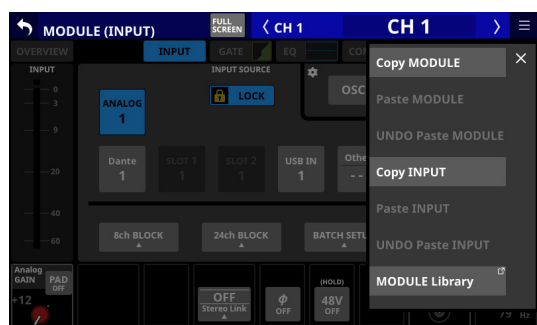 MODULE (INPUT)
FULL
SCREEN
CH 1
CH 1
OVERVIEW
INPUT
GATE
EQ
INPUT
0
3
9
20
40
60
INPUT SOURCE
LOCK
OSC
ANALOG
1
Dante
1
SLOT 1
1
SLOT 2
1
USB IN
1
--
8ch BLOCK
24ch BLOCK
Analog
GAIN
PAD
OFF
+12
OFF
Stereo Link
φ
OFF
(HOLD)
48V
OFF
79 Hz
Copy MODULE
Paste MODULE
UNDO Paste MODULE
Copy INPUT
Paste INPUT
UNDO Paste INPUT
MODULE Library